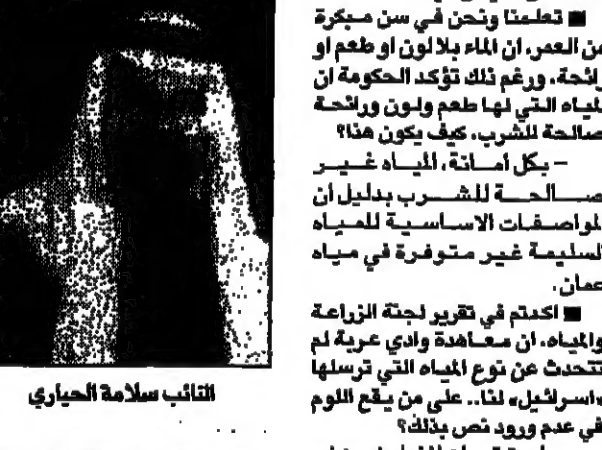 ■ تعلمنا ونحن في سن مبكرة
من العمر، ان الماء بلا لون او طعم او
رائحة، ورغم ذلك تؤكد الحكومة ان
المياه التي لها طعم ولون ورائحة
صالحة للشرب، كيف يكون هذا؟
– بكل أمانة، المياه غير
صالحة للشرب بدليل أن
المواصفات الاساسية للمياه
السليمة غير متوفرة في مياه
عمان.
■ اكدتم في تقرير لجنة الزراعة
والمياه، ان معاهدة وادي عربة لم
تتحدث عن نوع المياه التي ترسلها
«اسرائيل» لنا.. على من يقع اللوم
في عدم ورود نص بذلك؟
النائب سلامة الحياري